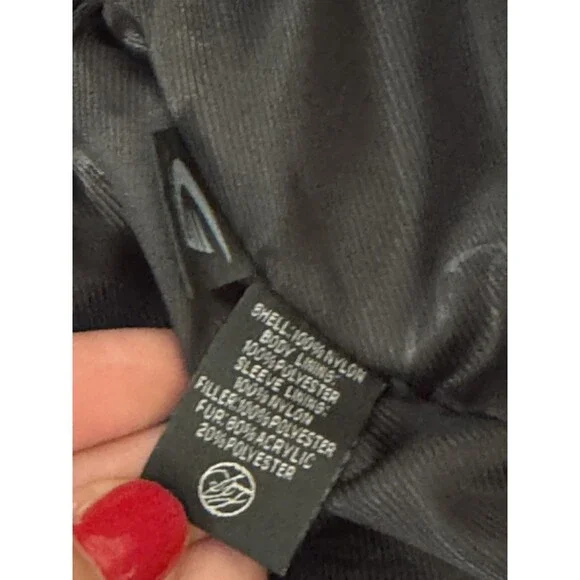 SHELL:100%NYLON
BODY LINING:
100%POLYESTER
SLEEVE LINING:
100%NYLON
FILLER:100%POLYESTER
FUR:80%ACRYLIC
20%POLYESTER